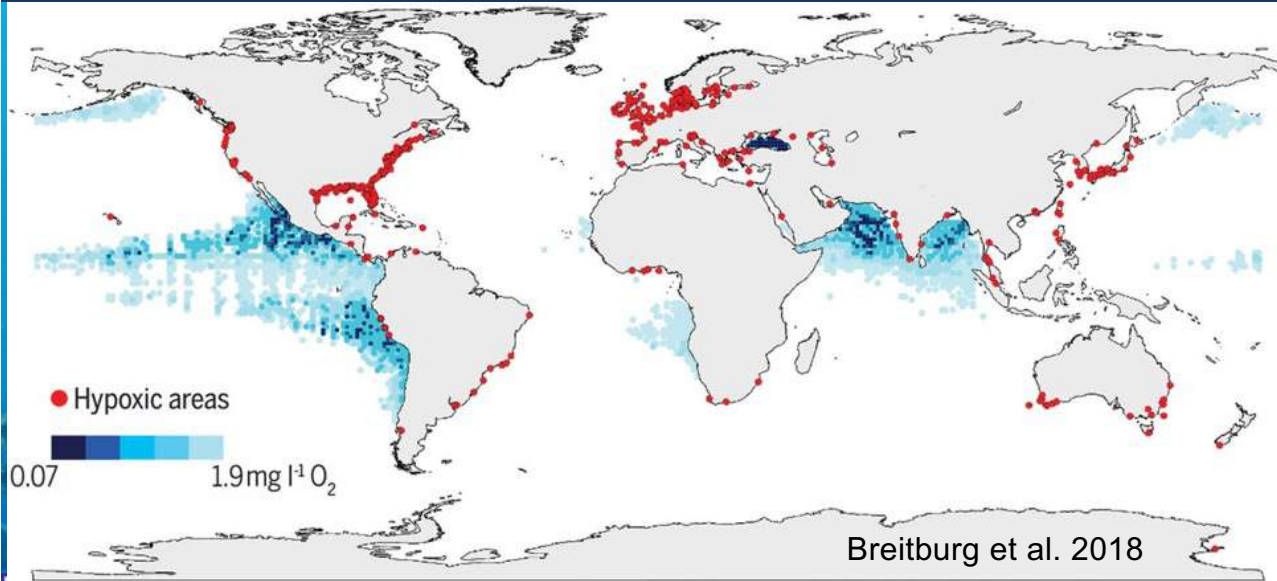 Hypoxic areas
0.07 1.9 mg l⁻¹ O₂
Breitburg et al. 2018